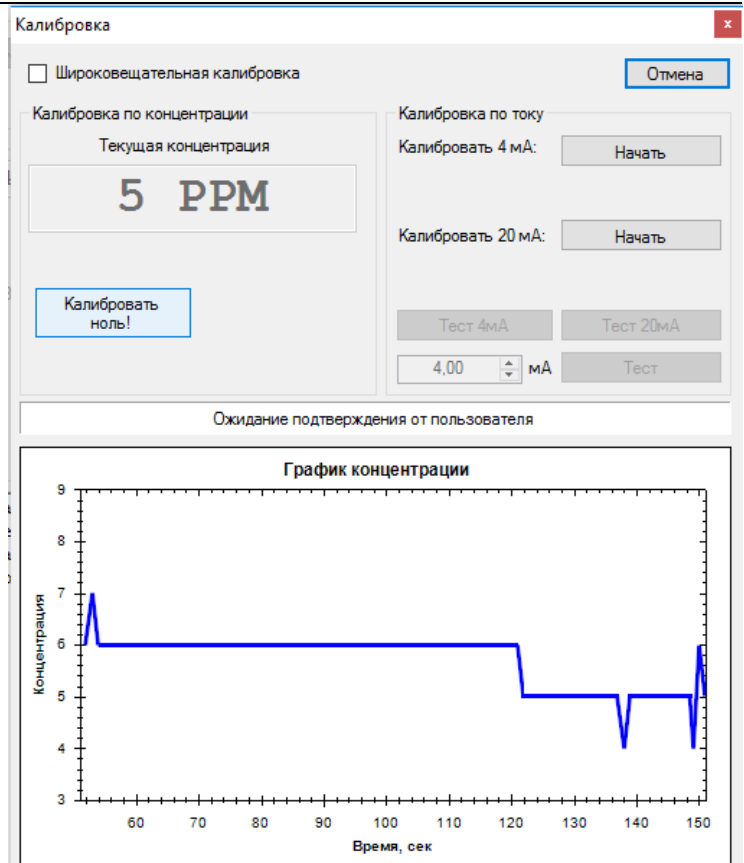 Калибровка
x
Широковещательная калибровка
Отмена
Калибровка по концентрации
Текущая концентрация
5 PPM
Калибровать
ноль!
Калибровка по току
Калибровать 4 мА:
Начать
Калибровать 20 мА:
Начать
Тест 4мА
Тест 20мА
4,00
мА
Тест
Ожидание подтверждения от пользователя
График концентрации
Концентрация
9
8
7
6
5
4
3
60 70 80 90 100 110 120 130 140 150
Время, сек